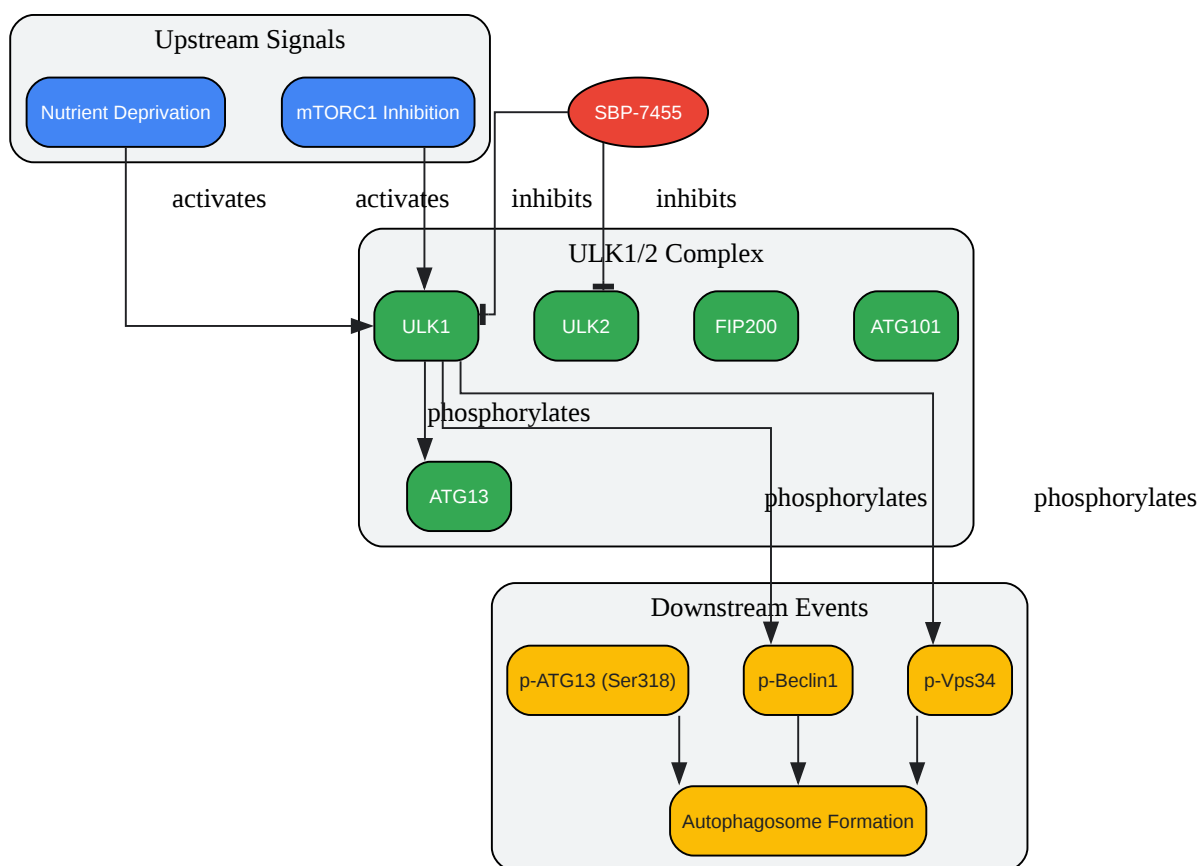 Upstream Signals
Nutrient Deprivation
mTORC1 Inhibition
SBP-7455
activates
activates
inhibits
inhibits
ULK1/2 Complex
ULK1
ULK2
FIP200
ATG101
phosphorylates
ATG13
phosphorylates
phosphorylates
Downstream Events
p-ATG13 (Ser318)
p-Beclin1
p-Vps34
Autophagosome Formation